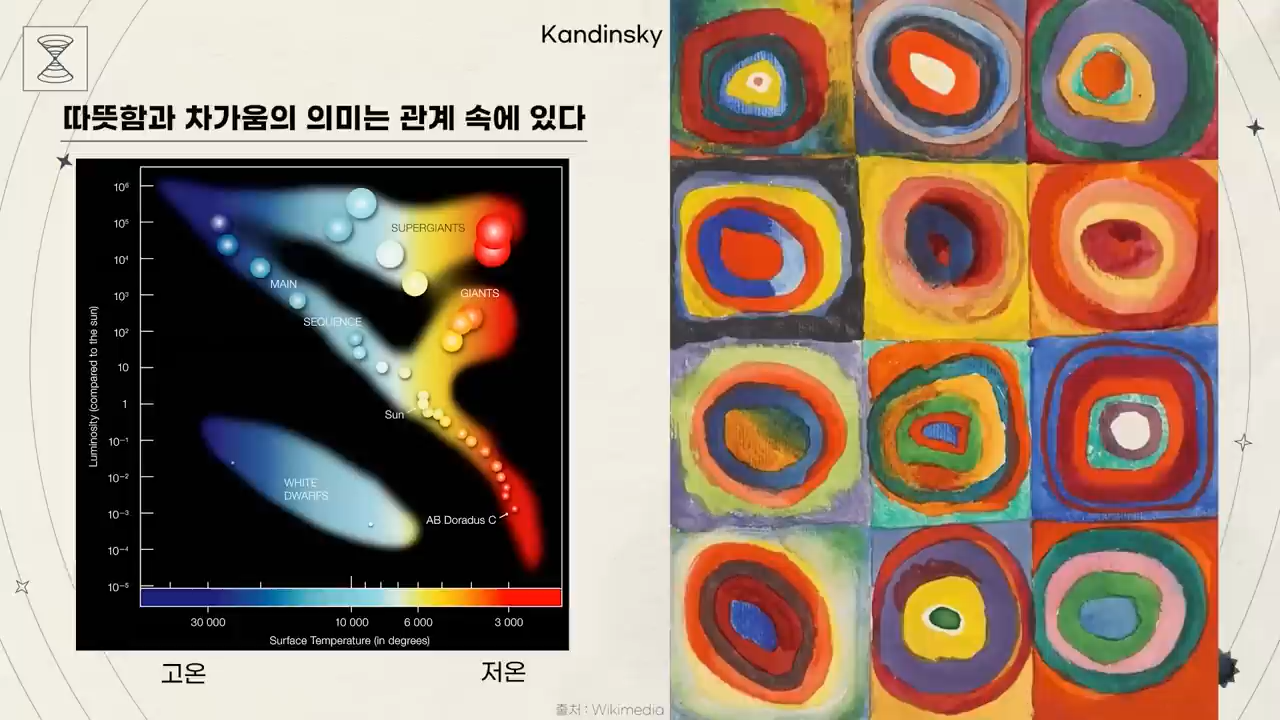 Kandinsky
따뜻함과 차가움의 의미는 관계 속에 있다
10⁶
10⁵
10⁴
10³
10²
10
1
10⁻¹
10⁻²
10⁻³
10⁻⁴
10⁻⁵
Luminosity (compared to the sun)
SUPERGIANTS
MAIN
SEQUENCE
GIANTS
Sun
WHITE
DWARFS
AB Doradus C
30 000
10 000
6 000
3 000
Surface Temperature (in degrees)
고온
저온
출처 : Wikimedia